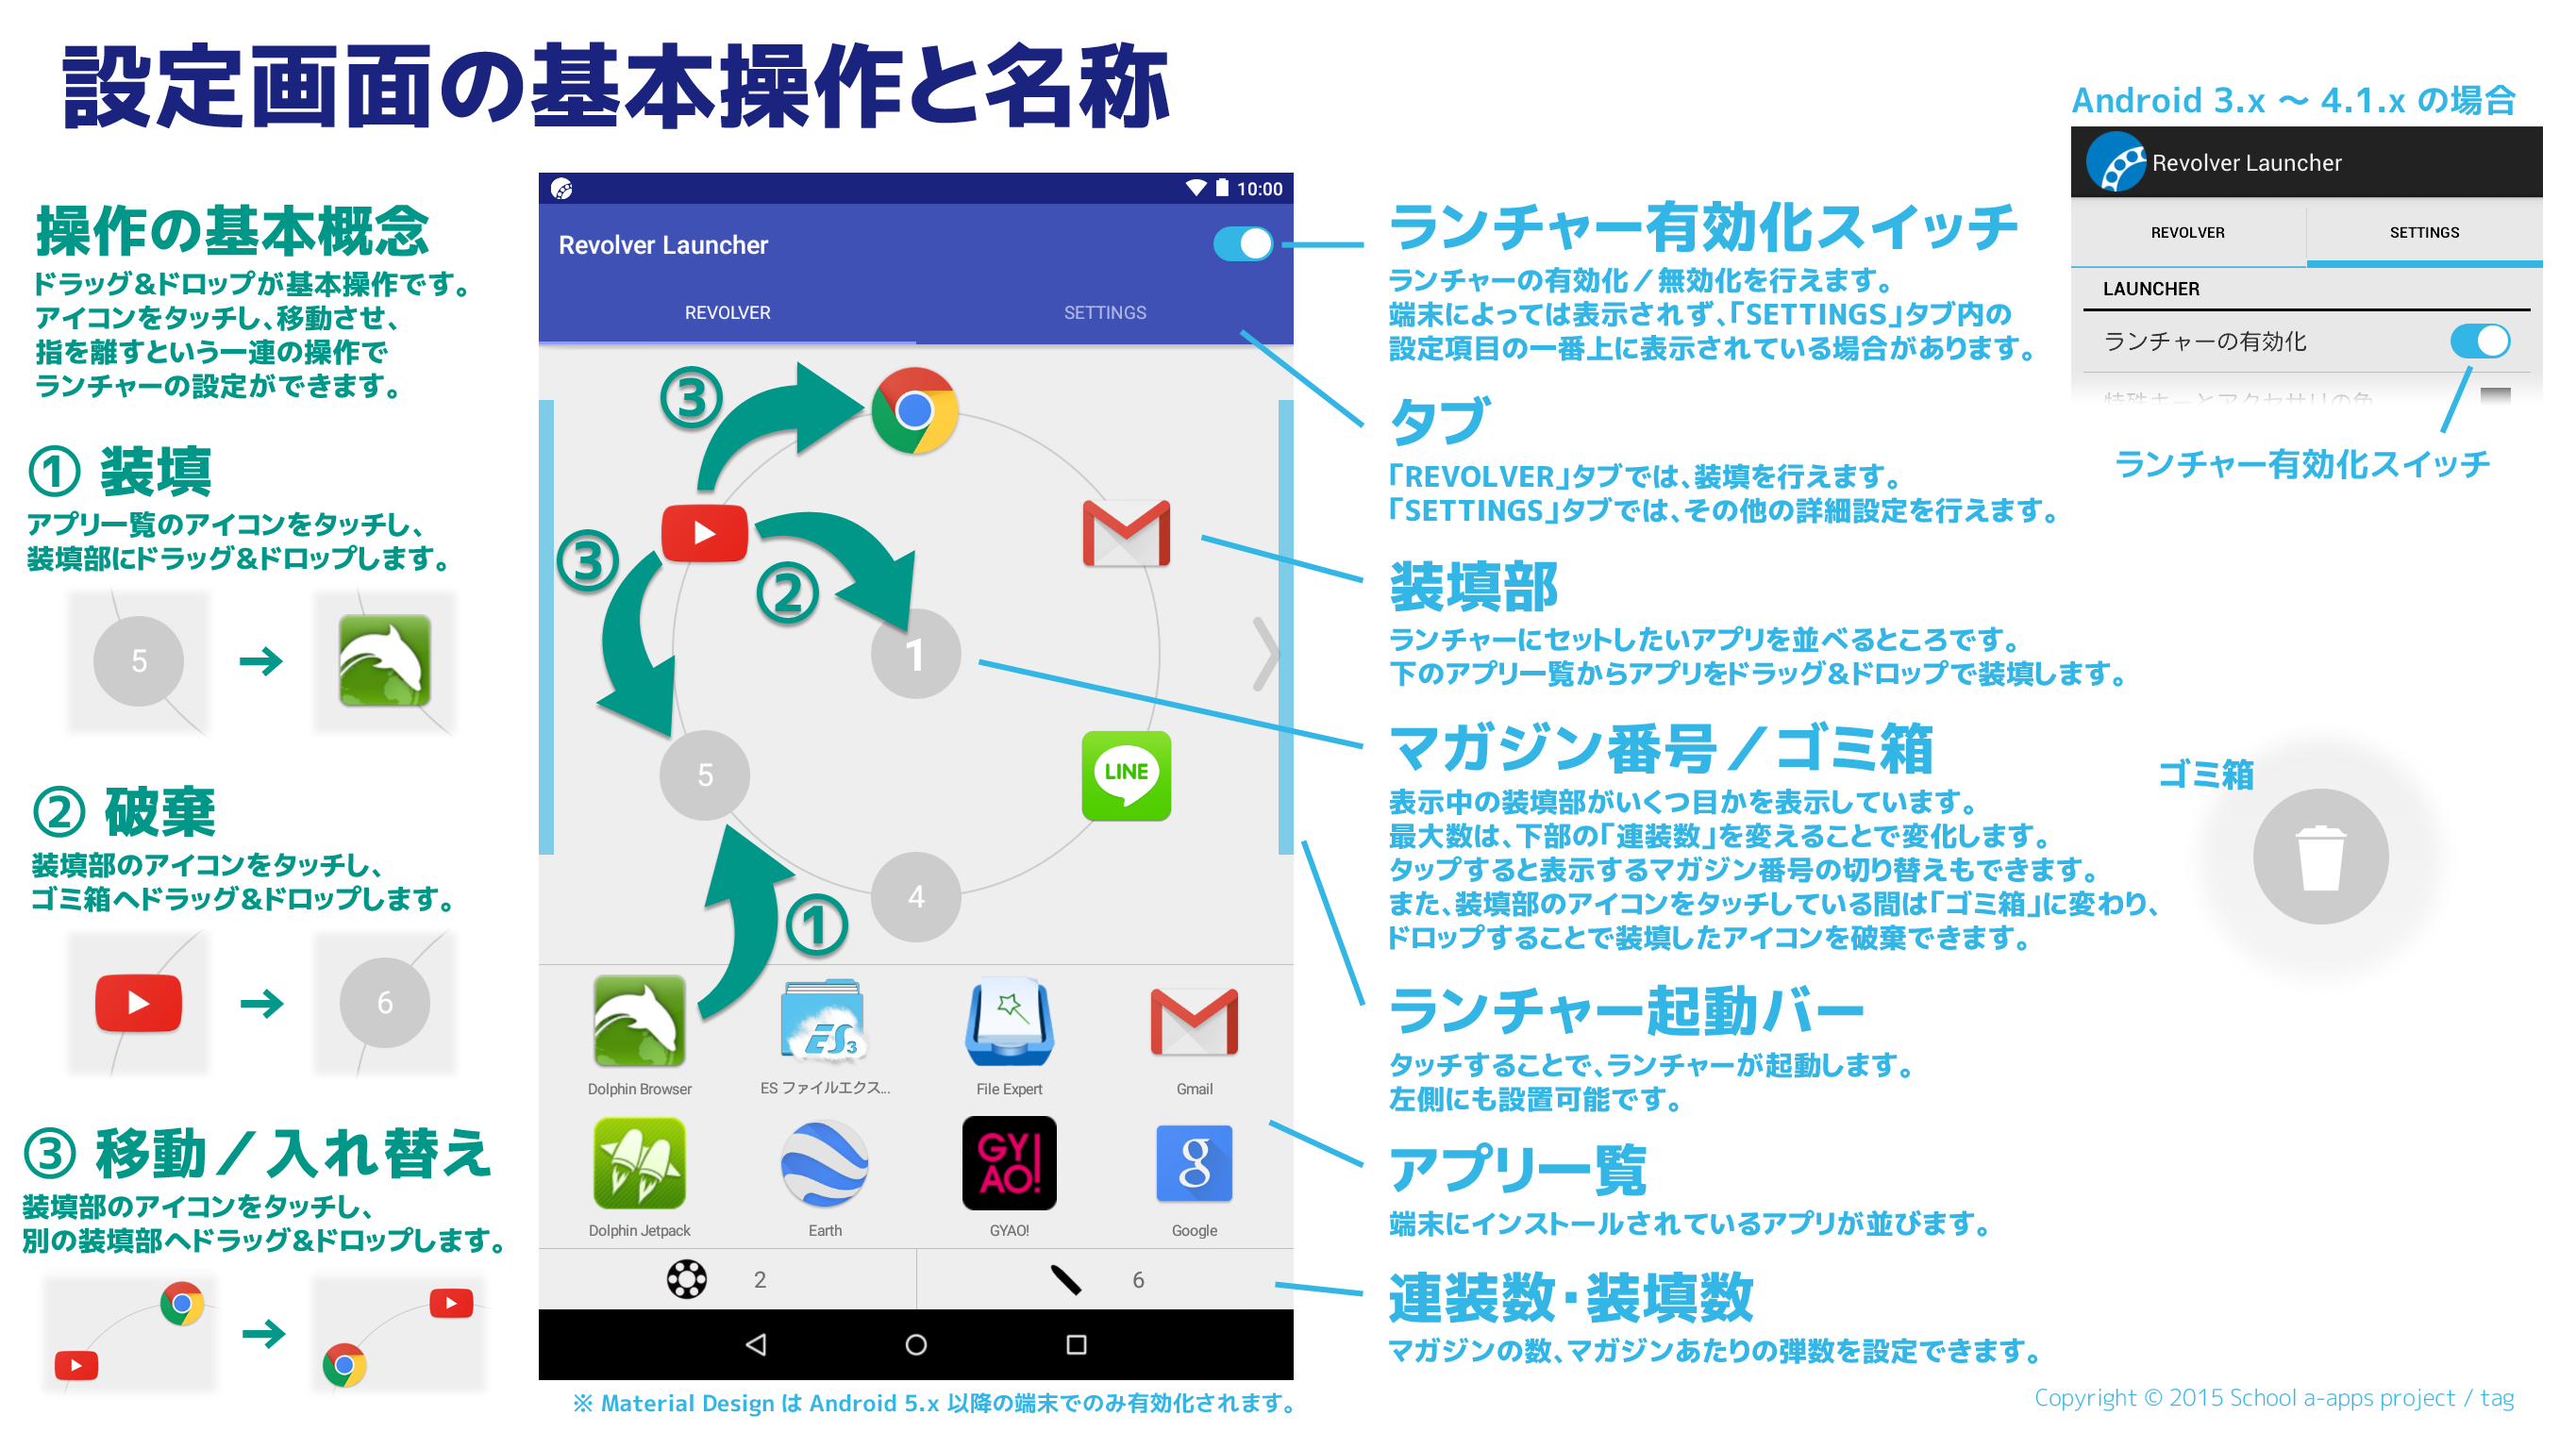 設定画面の基本操作と名称
操作の基本概念
ドラッグ&ドロップが基本操作です。
アイコンをタッチし、移動させ、
指を離すという一連の操作で
ランチャーの設定ができます。
① 装填
アプリ一覧のアイコンをタッチし、
装填部にドラッグ&ドロップします。
5
② 破棄
装填部のアイコンをタッチし、
ゴミ箱へドラッグ&ドロップします。
6
③ 移動／入れ替え
装填部のアイコンをタッチし、
別の装填部へドラッグ&ドロップします。
10:00
Revolver Launcher
REVOLVER
SETTINGS
③
③
②
1
5
LINE
4
①
ES3
Dolphin Browser
ES ファイルエクス...
File Expert
Gmail
GYAO!
g
Dolphin Jetpack
Earth
GYAO!
Google
2
6
※ Material Design は Android 5.x 以降の端末でのみ有効化されます。
ランチャー有効化スイッチ
ランチャーの有効化／無効化を行えます。
端末によっては表示されず、「SETTINGS」タブ内の
設定項目の一番上に表示されている場合があります。
タブ
「REVOLVER」タブでは、装填を行えます。
「SETTINGS」タブでは、その他の詳細設定を行えます。
装填部
ランチャーにセットしたいアプリを並べるところです。
下のアプリ一覧からアプリをドラッグ&ドロップで装填します。
マガジン番号／ゴミ箱
表示中の装填部がいくつ目かを表示しています。
最大数は、下部の「連装数」を変えることで変化します。
タップすると表示するマガジン番号の切り替えもできます。
また、装填部のアイコンをタッチしている間は「ゴミ箱」に変わり、
ドロップすることで装填したアイコンを破棄できます。
ランチャー起動バー
タッチすることで、ランチャーが起動します。
左側にも設置可能です。
アプリ一覧
端末にインストールされているアプリが並びます。
連装数・装填数
マガジンの数、マガジンあたりの弾数を設定できます。
Android 3.x ～ 4.1.x の場合
Revolver Launcher
REVOLVER
SETTINGS
LAUNCHER
ランチャーの有効化
特殊キーとアクセサリの色
ランチャー有効化スイッチ
ゴミ箱
Copyright © 2015 School a-apps project / tag